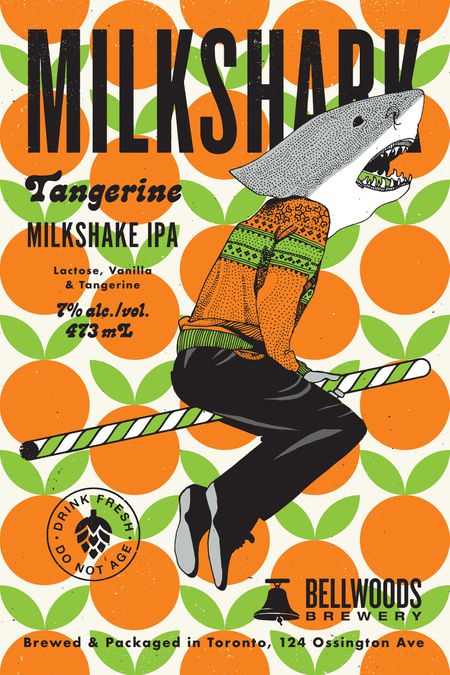 MILKSHARK
Tangerine
MILKSHAKE IPA
Lactose, Vanilla
& Tangerine
7% alc./vol.
473 mL
DRINK FRESH
DO NOT AGE
BELLWOODS
BREWERY
Brewed & Packaged in Toronto, 124 Ossington Ave